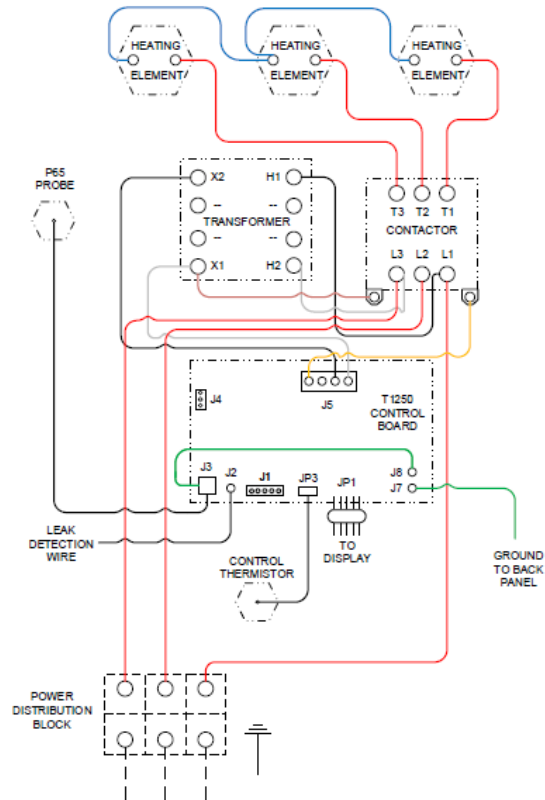 HEATING
ELEMENT
HEATING
ELEMENT
HEATING
ELEMENT
P65
PROBE
X2
H1
--
--
TRANSFORMER
--
--
X1
H2
T3
T2
T1
CONTACTOR
L3
L2
L1
J5
J4
T1250
CONTROL
BOARD
J3
J2
J1
JP3
JP1
J8
J7
LEAK
DETECTION
WIRE
TO
DISPLAY
CONTROL
THERMISTOR
GROUND
TO BACK
PANEL
POWER
DISTRIBUTION
BLOCK